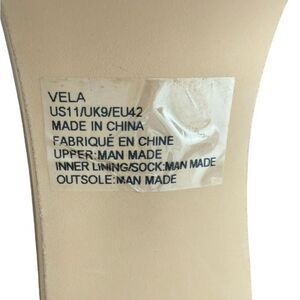 VELA
US11/UK9/EU42
MADE IN CHINA
FABRIQUÉ EN CHINE
UPPER:MAN MADE
INNER LINING/SOCK:MAN MADE
OUTSOLE:MAN MADE